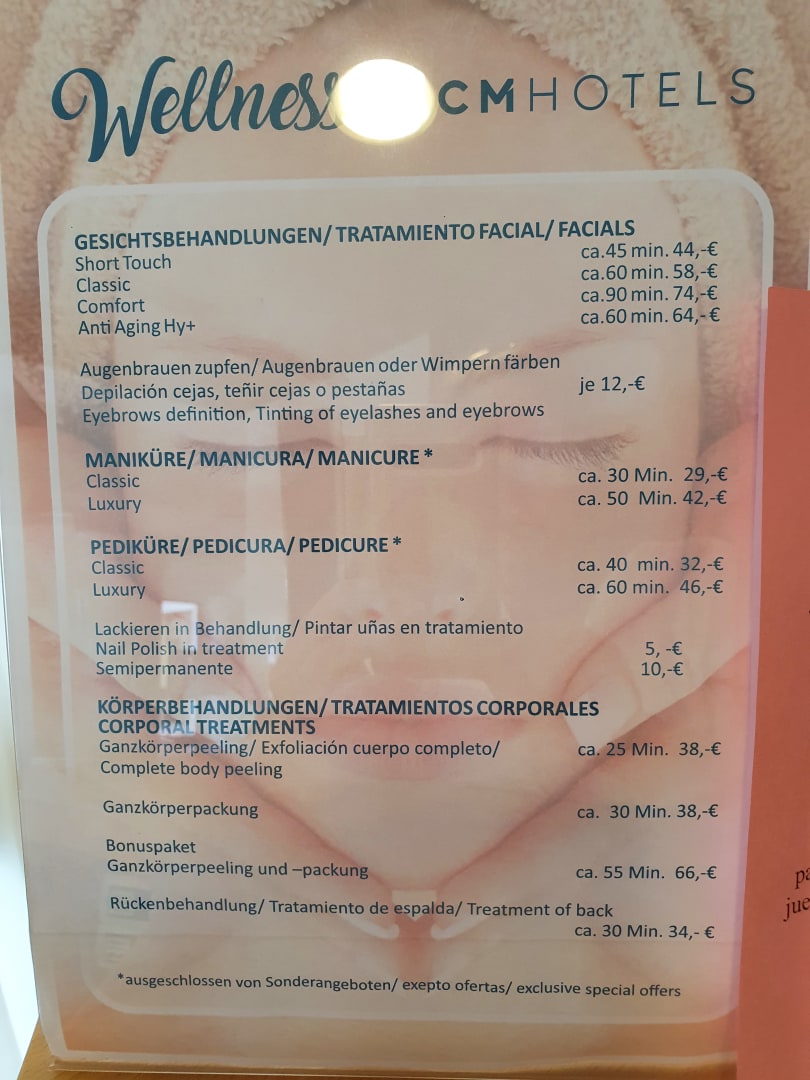 Wellness CM HOTELS
GESICHTSBEHANDLUNGEN/ TRATAMIENTO FACIAL/ FACIALS
Short Touch ca.45 min. 44,-€
Classic ca.60 min. 58,-€
Comfort ca.90 min. 74,-€
Anti Aging Hy+ ca.60 min. 64,-€
Augenbrauen zupfen/ Augenbrauen oder Wimpern färben
Depilación cejas, teñir cejas o pestañas je 12,-€
Eyebrows definition, Tinting of eyelashes and eyebrows
MANIKÜRE/ MANICURA/ MANICURE *
Classic ca. 30 Min. 29,-€
Luxury ca. 50 Min. 42,-€
PEDIKÜRE/ PEDICURA/ PEDICURE *
Classic ca. 40 min. 32,-€
Luxury ca. 60 min. 46,-€
Lackieren in Behandlung/ Pintar uñas en tratamiento
Nail Polish in treatment 5, -€
Semipermanente 10,-€
KÖRPERBEHANDLUNGEN/ TRATAMIENTOS CORPORALES
CORPORAL TREATMENTS
Ganzkörperpeeling/ Exfoliación cuerpo completo/ ca. 25 Min. 38,-€
Complete body peeling
Ganzkörperpackung ca. 30 Min. 38,-€
Bonuspaket
Ganzkörperpeeling und –packung ca. 55 Min. 66,-€
Rückenbehandlung/ Tratamiento de espalda/ Treatment of back
ca. 30 Min. 34,- €
*ausgeschlossen von Sonderangeboten/ exepto ofertas/ exclusive special offers